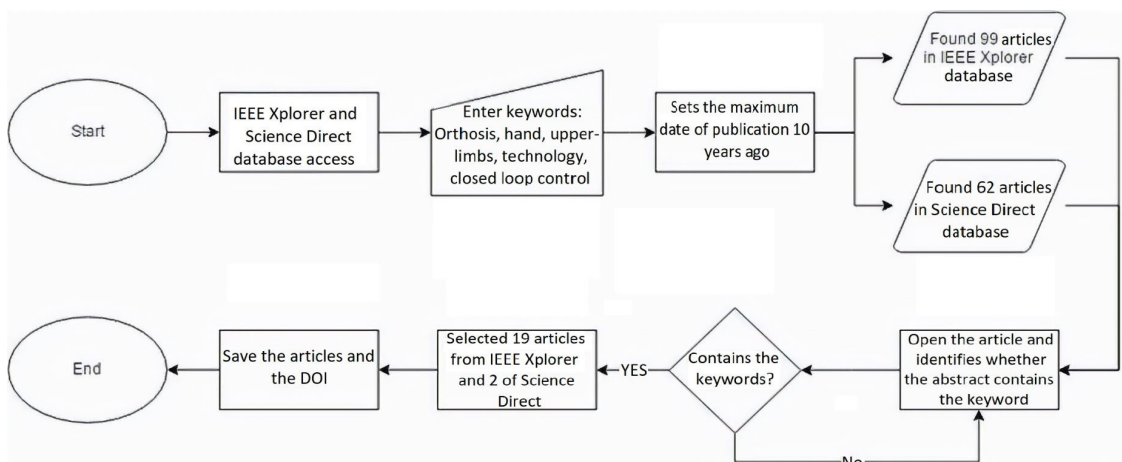 Start
IEEE Xplorer and
Science Direct
database access
Enter keywords:
Orthosis, hand, upper-
limbs, technology,
closed loop control
Sets the maximum
date of publication 10
years ago
Found 99 articles
in IEEE Xplorer
database
Found 62 articles
in Science Direct
database
Open the article and
identifies whether
the abstract contains
the keyword
Contains the
keywords?
No
YES
Selected 19 articles
from IEEE Xplorer
and 2 of Science
Direct
Save the articles and
the DOI
End